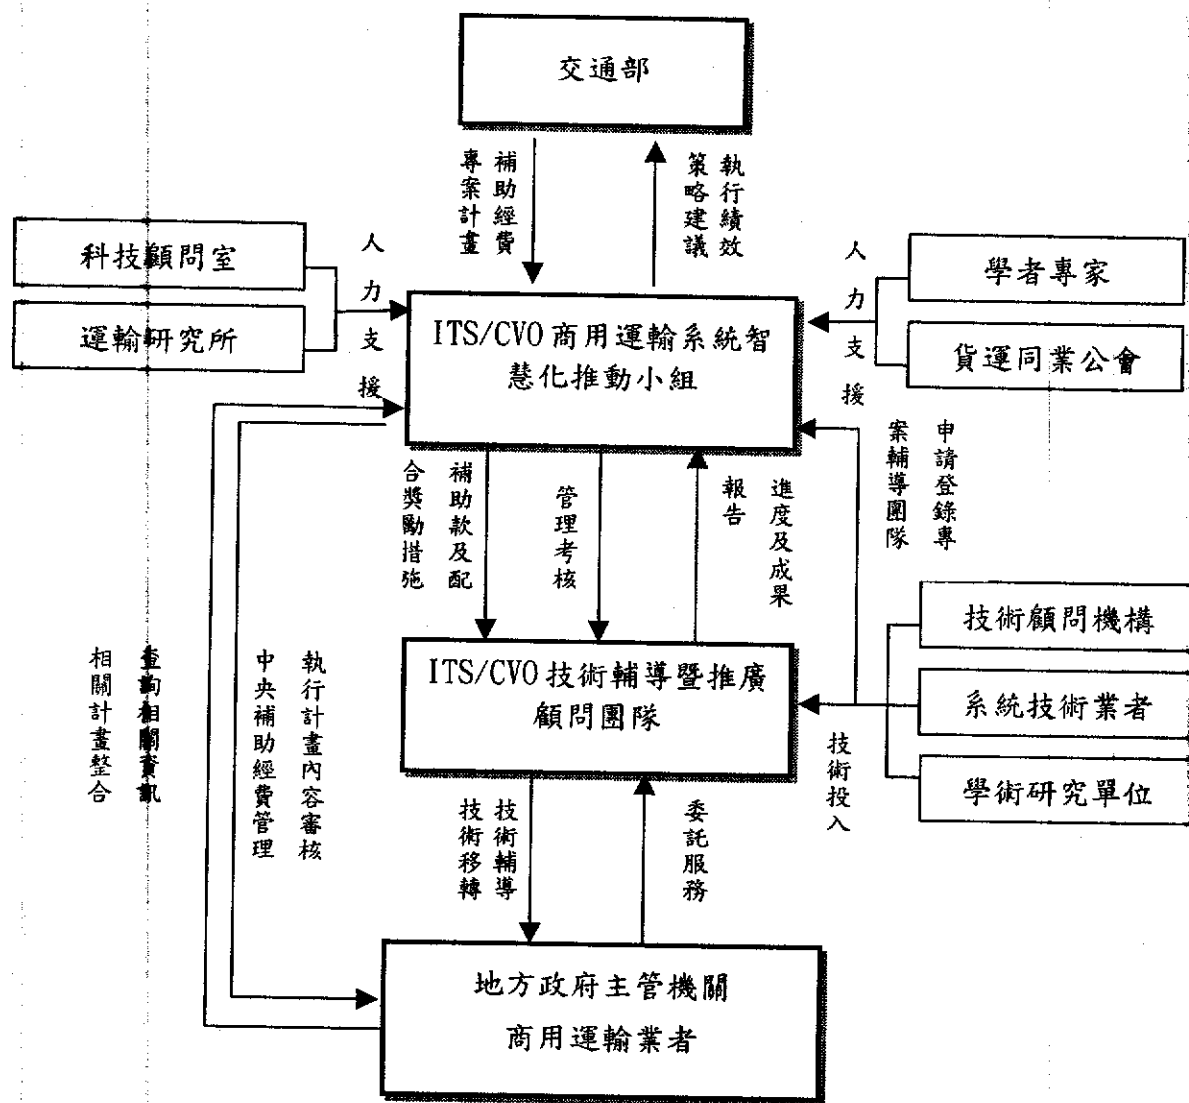 交通部
補助經費
專案計畫
執行績效
策略建議
科技顧問室
運輸研究所
人力支援
ITS/CVO 商用運輸系統智
慧化推動小組
人力支援
學者專家
貨運同業公會
補助款及配
合獎勵措施
管理考核
進度及成果
報告
申請登錄專
案輔導團隊
ITS/CVO 技術輔導暨推廣
顧問團隊
技術投入
技術顧問機構
系統技術業者
學術研究單位
查詢相關資訊
相關計畫整合
執行計畫內容審核
中央補助經費管理
技術輔導
技術移轉
委託服務
地方政府主管機關
商用運輸業者